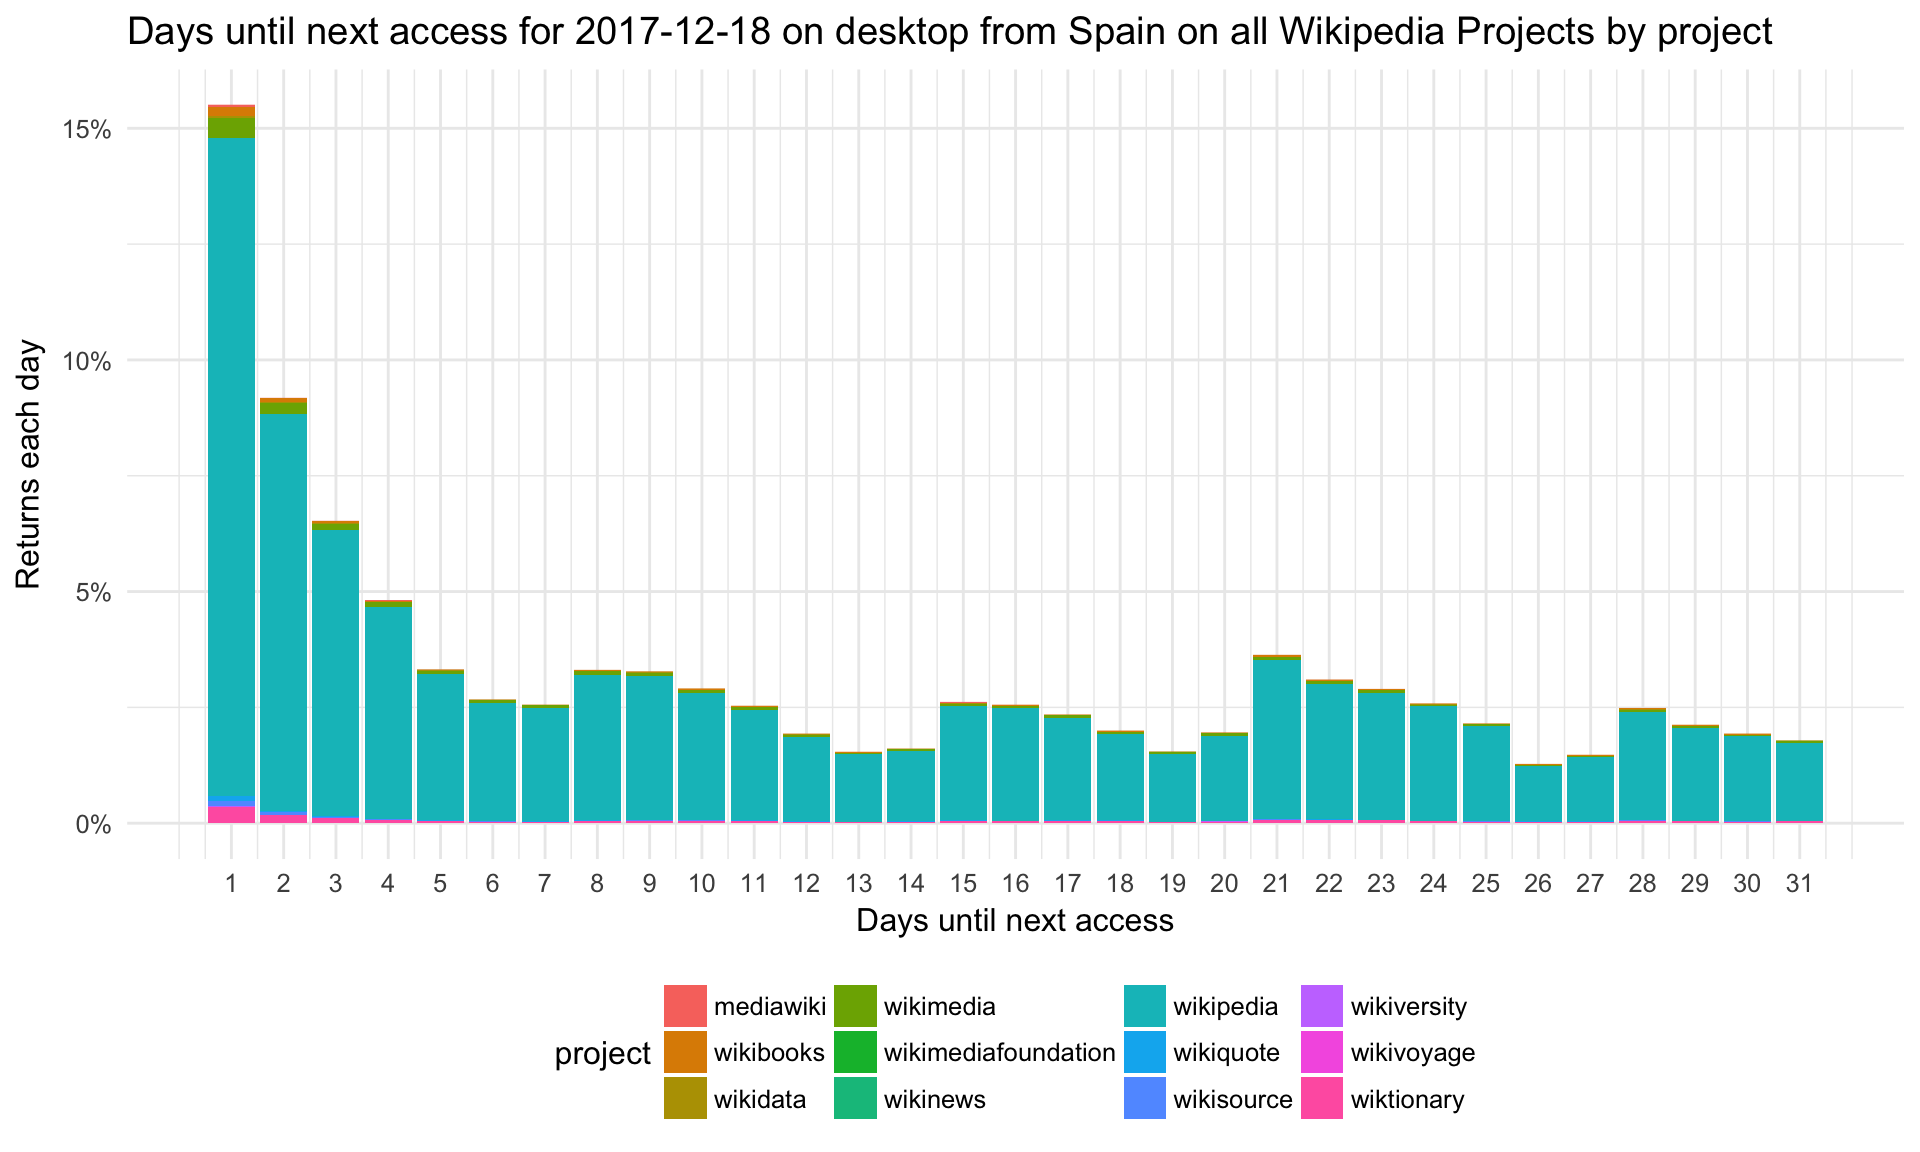 Days until next access for 2017-12-18 on desktop from Spain on all Wikipedia Projects by project
Returns each day
15%
10%
5%
0%
1 2 3 4 5 6 7 8 9 10 11 12 13 14 15 16 17 18 19 20 21 22 23 24 25 26 27 28 29 30 31
Days until next access
project
mediawiki wikimedia wikipedia wikiversity
wikibooks wikimediafoundation wikiquote wikivoyage
wikidata wikinews wikisource wiktionary